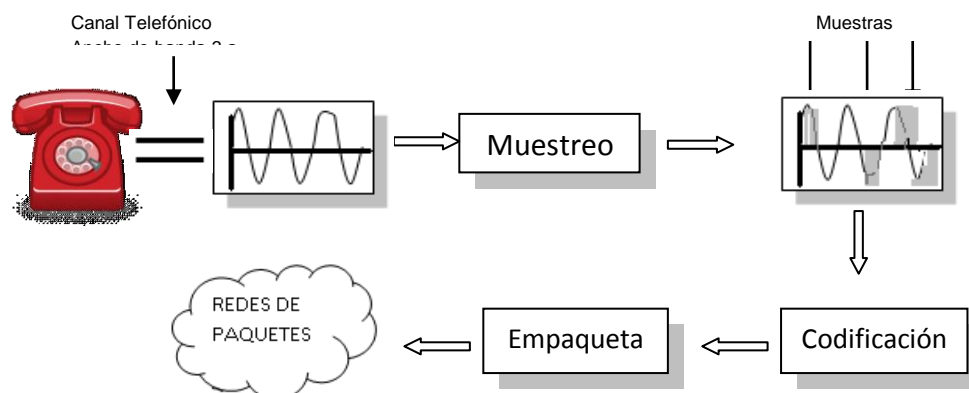 Canal Telefónico
Muestras
Muestreo
Codificación
Empaqueta
REDES DE
PAQUETES